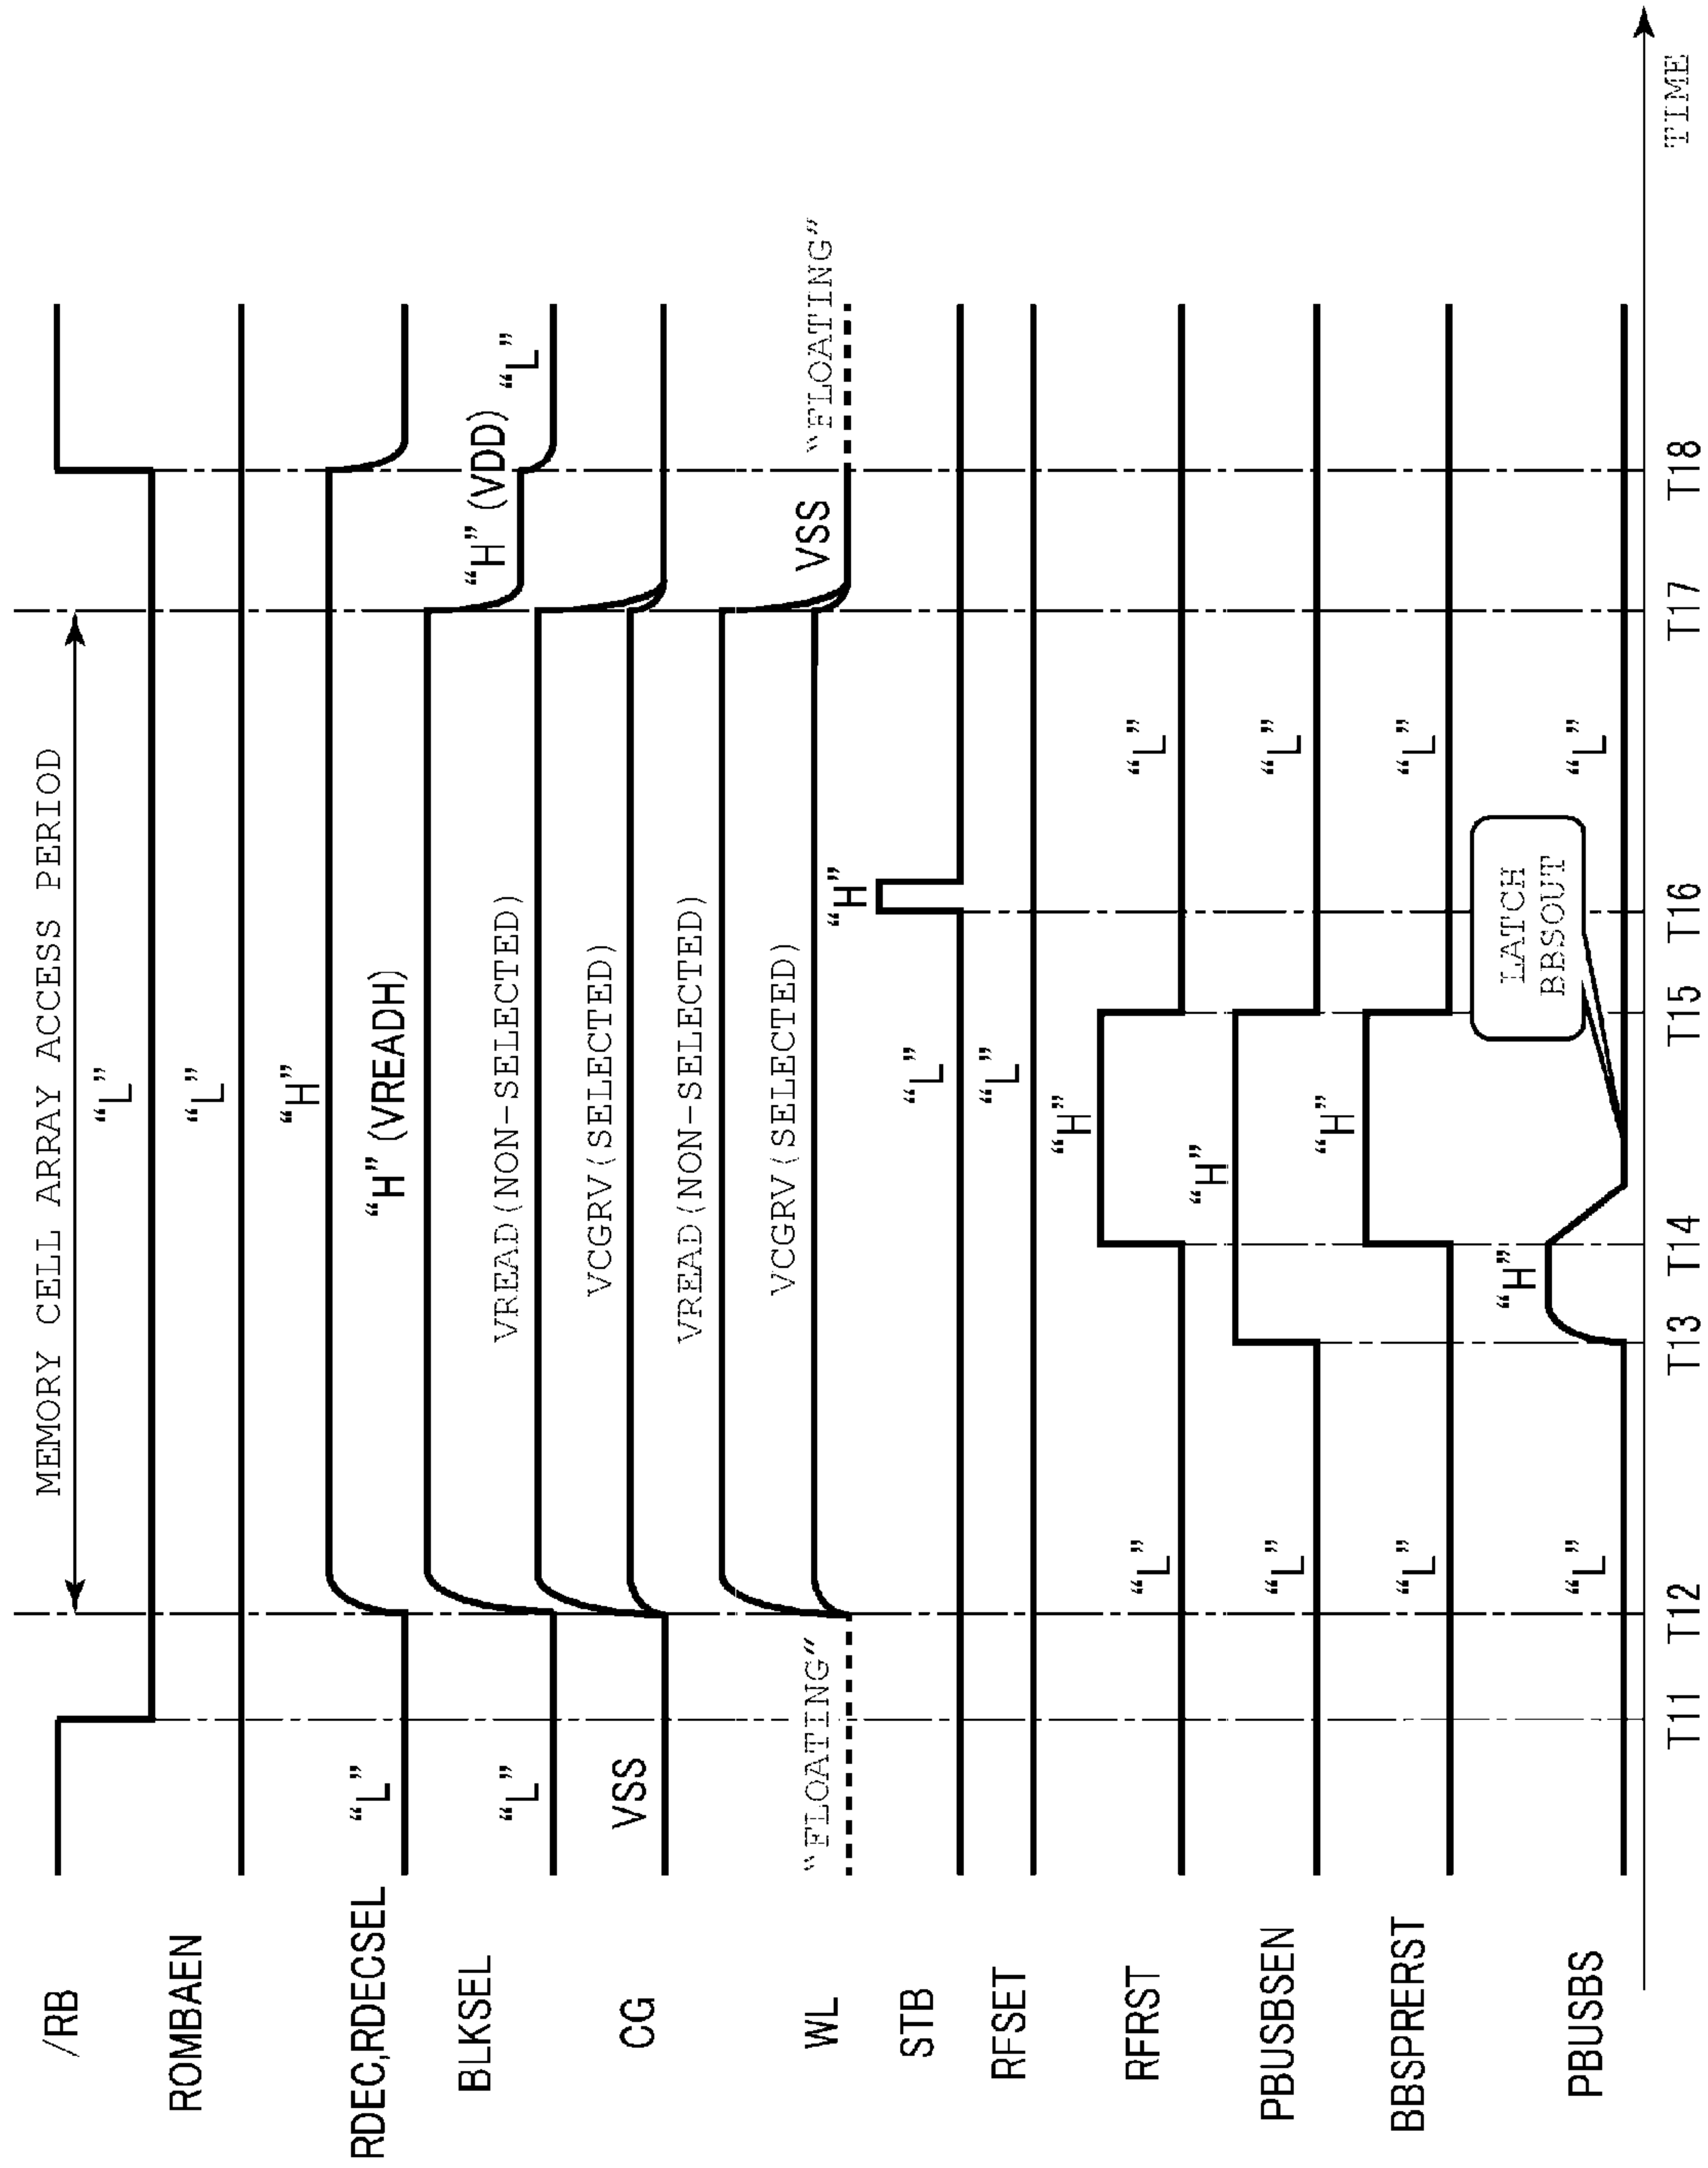 MEMORY CELL ARRAY ACCESS PERIOD
/RB
“L”
ROMBAEN
“L”
RDEC,RDECSEL
“L”
“H”
BLKSEL
“L”
“H” (VREADH)
“H” (VDD)
“L”
CG
VSS
VREAD(NON-SELECTED)
VCGRV(SELECTED)
WL
“FLOATING”
VREAD(NON-SELECTED)
VCGRV(SELECTED)
VSS
“FLOATING”
STB
“L”
“H”
RFSET
“L”
RFRST
“L”
“H”
“L”
PBUSBSEN
“L”
“H”
“L”
BBSPRERST
“L”
“H”
“L”
PBUSBS
“L”
“H”
LATCH
BBSOUT
“L”
T11 T12 T13 T14 T15 T16 T17 T18
TIME